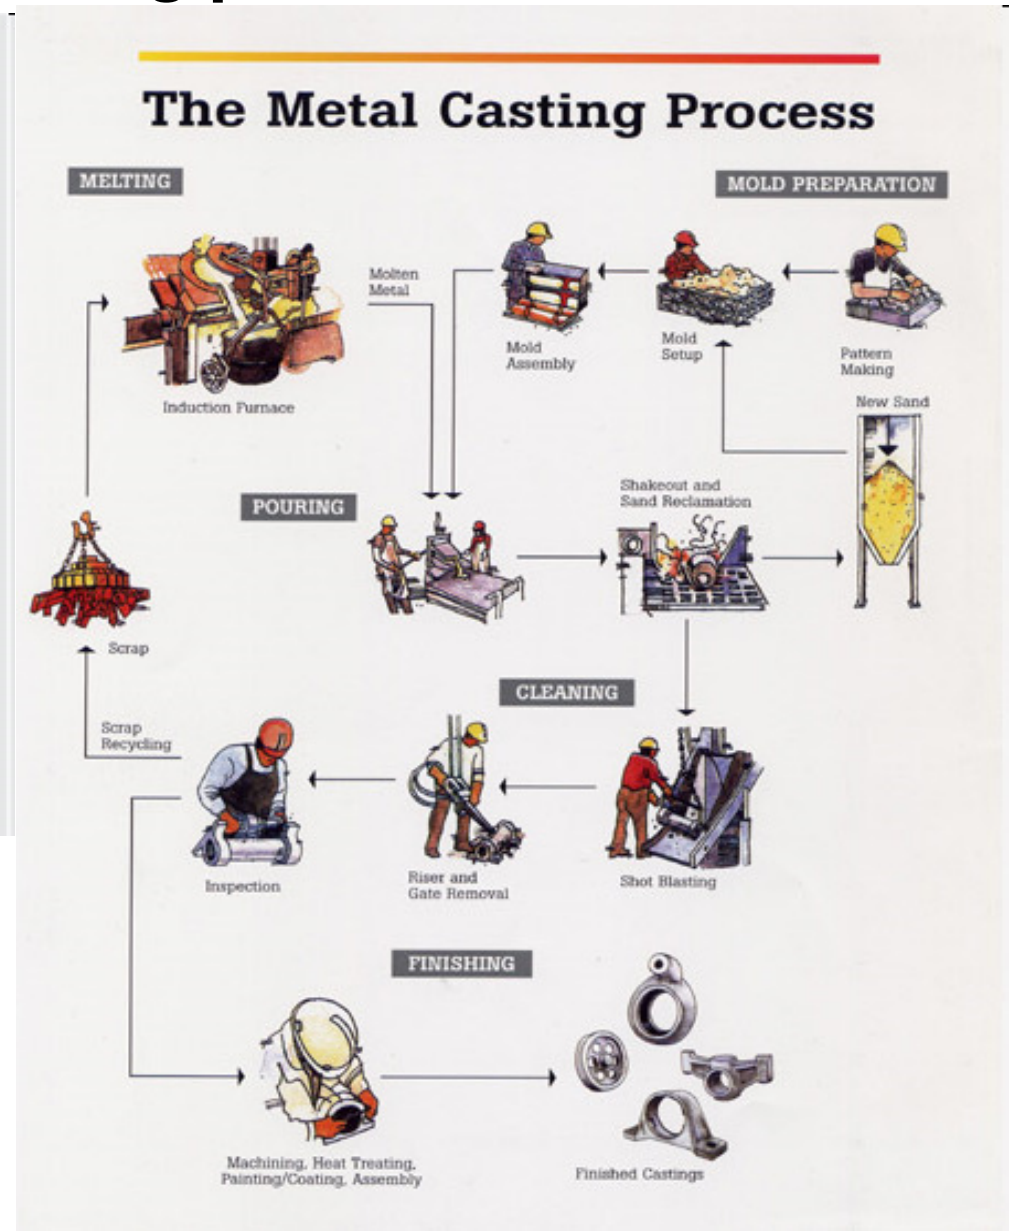 The Metal Casting Process
MELTING
MOLD PREPARATION
Molten
Metal
Mold
Assembly
Mold
Setup
Pattern
Making
Induction Furnace
New Sand
POURING
Shakeout and
Sand Reclamation
Scrap
CLEANING
Scrap
Recycling
Inspection
Riser and
Gate Removal
Shot Blasting
FINISHING
Machining, Heat Treating,
Painting/Coating, Assembly
Finished Castings